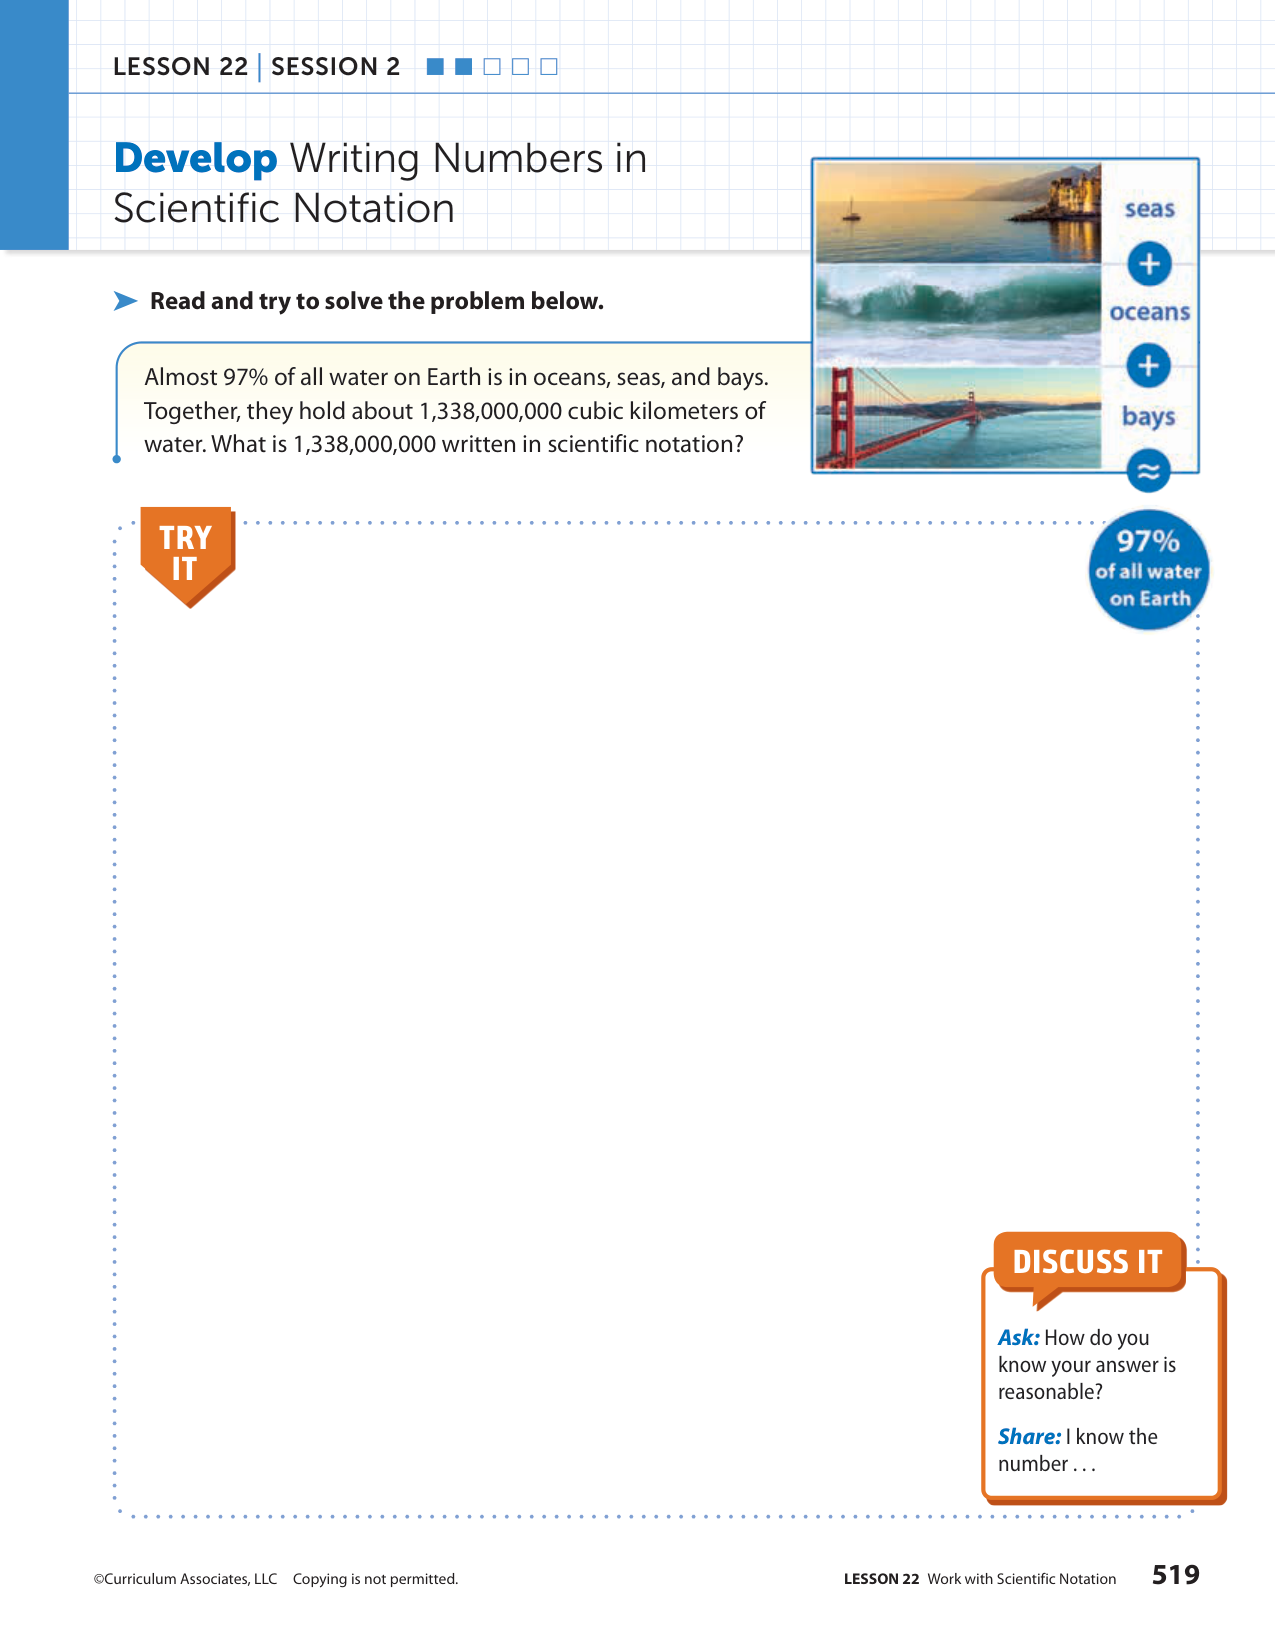 LESSON 22 | SESSION 2
Develop Writing Numbers in
Scientific Notation
seas
+
oceans
+
bays
≈
97%
of all water
on Earth
Read and try to solve the problem below.
Almost 97% of all water on Earth is in oceans, seas, and bays.
Together, they hold about 1,338,000,000 cubic kilometers of
water. What is 1,338,000,000 written in scientific notation?
TRY
IT
DISCUSS IT
Ask: How do you
know your answer is
reasonable?
Share: I know the
number . . .
©Curriculum Associates, LLC Copying is not permitted.
LESSON 22 Work with Scientific Notation 519